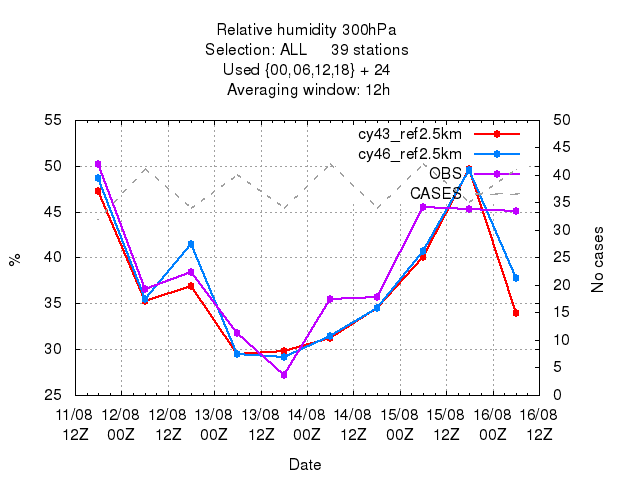 Relative humidity 300hPa
Selection: ALL 39 stations
Used {00,06,12,18} + 24
Averaging window: 12h
55 50
50 45
45 40
40 35
35 30
30 25
25 20
15
10
5
0
cy43_ref2.5km
cy46_ref2.5km
OBS
CASES
%
No cases
11/08 12/08 12/08 13/08 13/08 14/08 14/08 15/08 15/08 16/08 16/08
12Z 00Z 12Z 00Z 12Z 00Z 12Z 00Z 12Z 00Z 12Z
Date